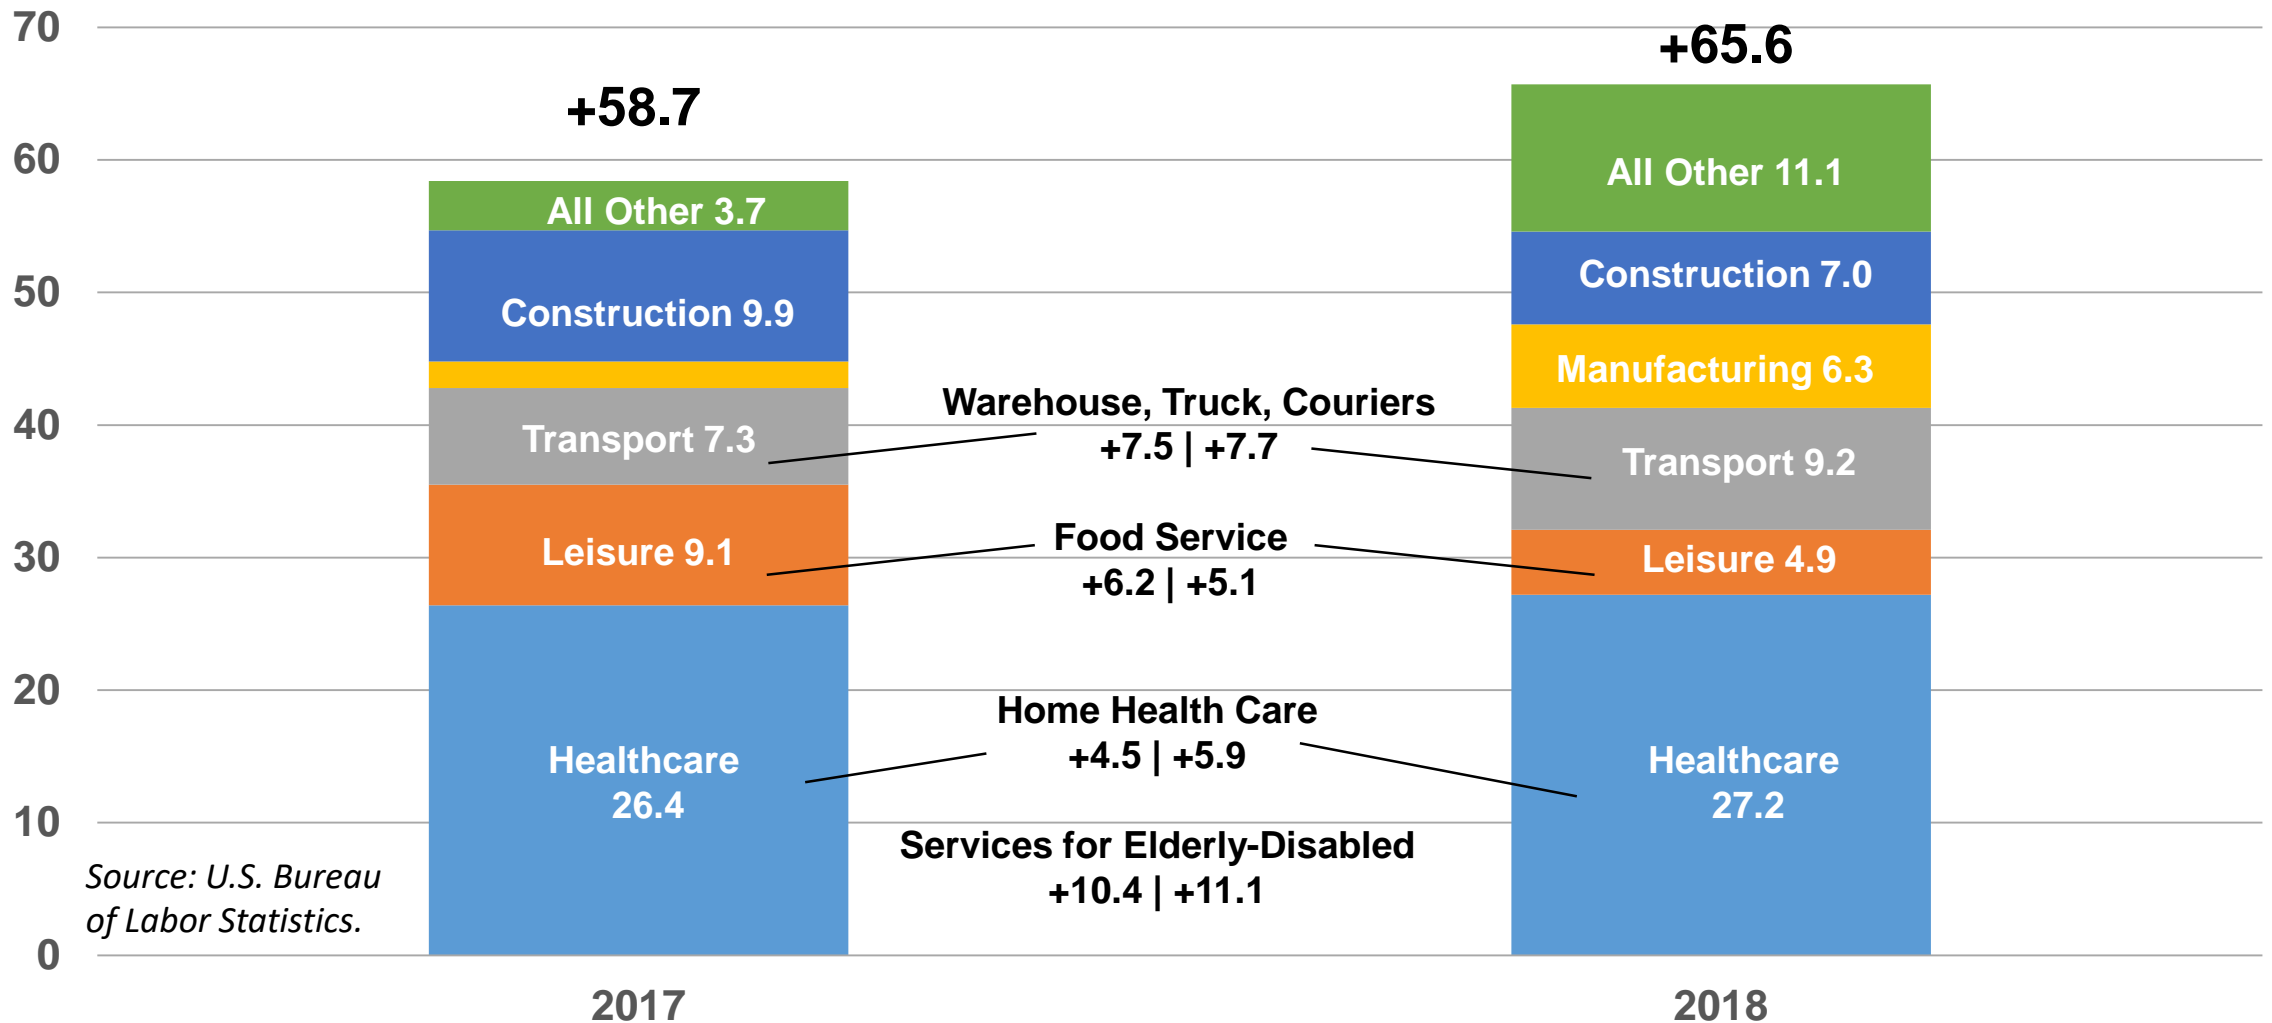 70
60
50
40
30
20
10
0
+58.7
All Other 3.7
Construction 9.9
Transport 7.3
Leisure 9.1
Healthcare
26.4
2017
Warehouse, Truck, Couriers
+7.5 | +7.7
Food Service
+6.2 | +5.1
Home Health Care
+4.5 | +5.9
Services for Elderly-Disabled
+10.4 | +11.1
+65.6
All Other 11.1
Construction 7.0
Manufacturing 6.3
Transport 9.2
Leisure 4.9
Healthcare
27.2
2018
Source: U.S. Bureau
of Labor Statistics.